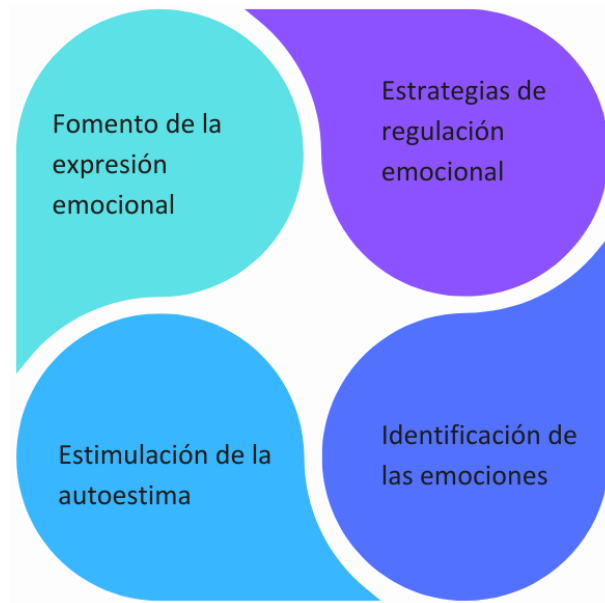 Fomento de la
expresión
emocional
Estrategias de
regulación
emocional
Estimulación de la
autoestima
Identificación de
las emociones